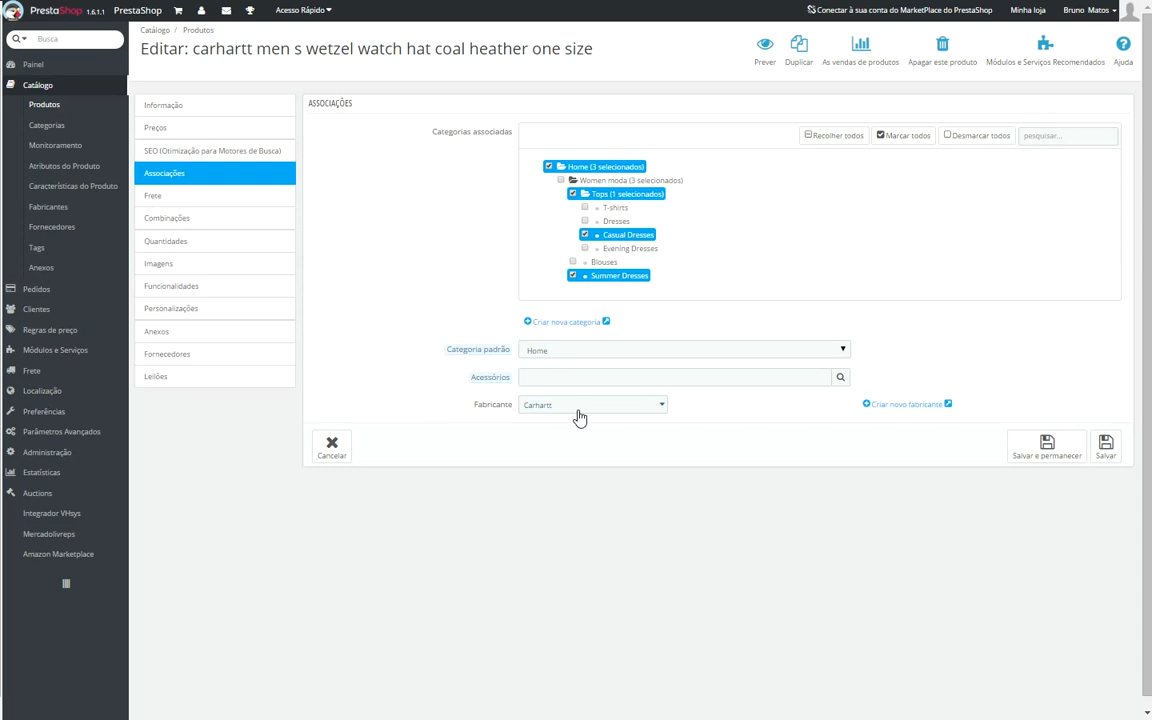 PrestaShop 1.6.1.1 PrestaShop Acesso Rápido Conectar à sua conta do MarketPlace do PrestaShop Minha loja Bruno Matos
Busca
Catálogo / Produtos
Editar: carhartt men s wetzel watch hat coal heather one size
Prever Duplicar As vendas de produtos Apagar este produto Módulos e Serviços Recomendados Ajuda
Painel
Catálogo
Produtos
Categorias
Monitoramento
Atributos do Produto
Características do Produto
Fabricantes
Fornecedores
Tags
Anexos
Pedidos
Clientes
Regras de preço
Módulos e Serviços
Frete
Localização
Preferências
Parâmetros Avançados
Administração
Estatísticas
Auctions
Integrador VHsys
Mercadolivreps
Amazon Marketplace
Informação
Preços
SEO (Otimização para Motores de Busca)
Associações
Frete
Combinações
Quantidades
Imagens
Funcionalidades
Personalizações
Anexos
Fornecedores
Leilões
ASSOCIAÇÕES
Categorias associadas
Recolher todos Marcar todos Desmarcar todos pesquisar...
Home (3 selecionados)
Women moda (3 selecionados)
Tops (1 selecionados)
T-shirts
Dresses
Casual Dresses
Evening Dresses
Blouses
Summer Dresses
Criar nova categoria
Categoria padrão Home
Acessórios
Fabricante Carhartt Criar novo fabricante
Cancelar Salvar e permanecer Salvar